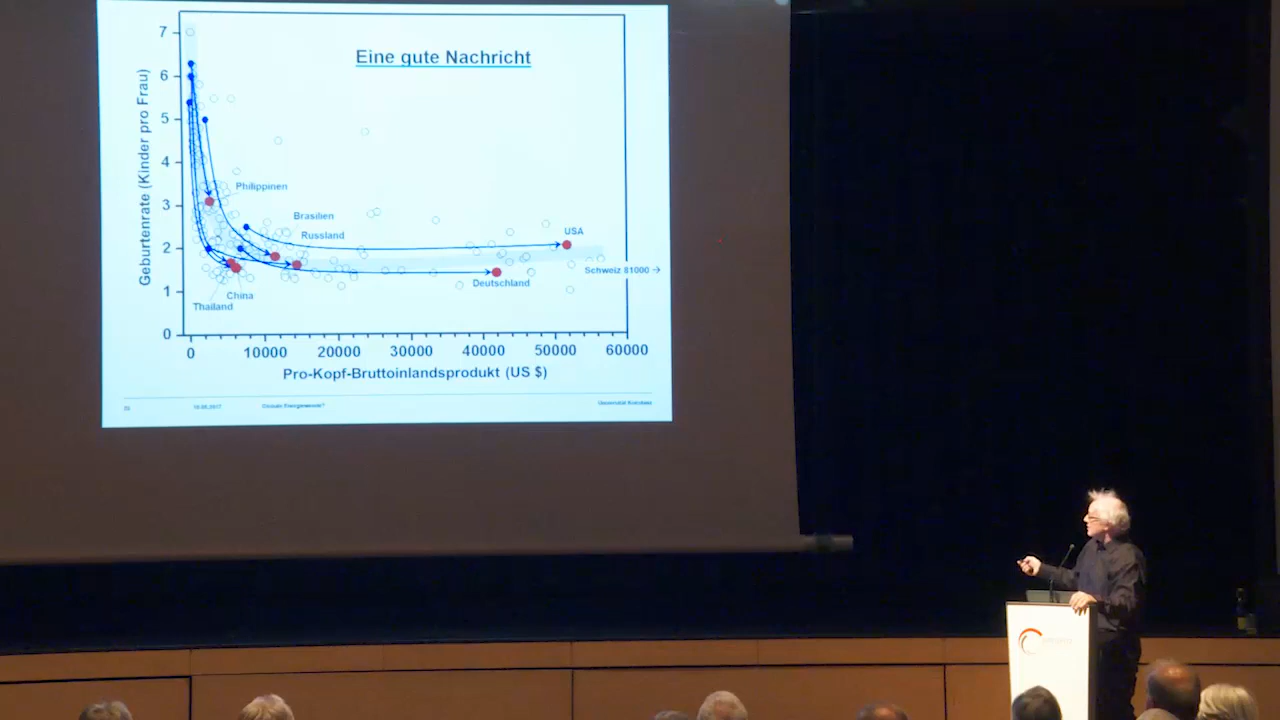 Eine gute Nachricht
Geburtenrate (Kinder pro Frau)
7
6
5
4
3
2
1
0
Philippinen
Brasilien
Russland
USA
Schweiz 81000 →
Deutschland
China
Thailand
0 10000 20000 30000 40000 50000 60000
Pro-Kopf-Bruttoinlandsprodukt (US $)